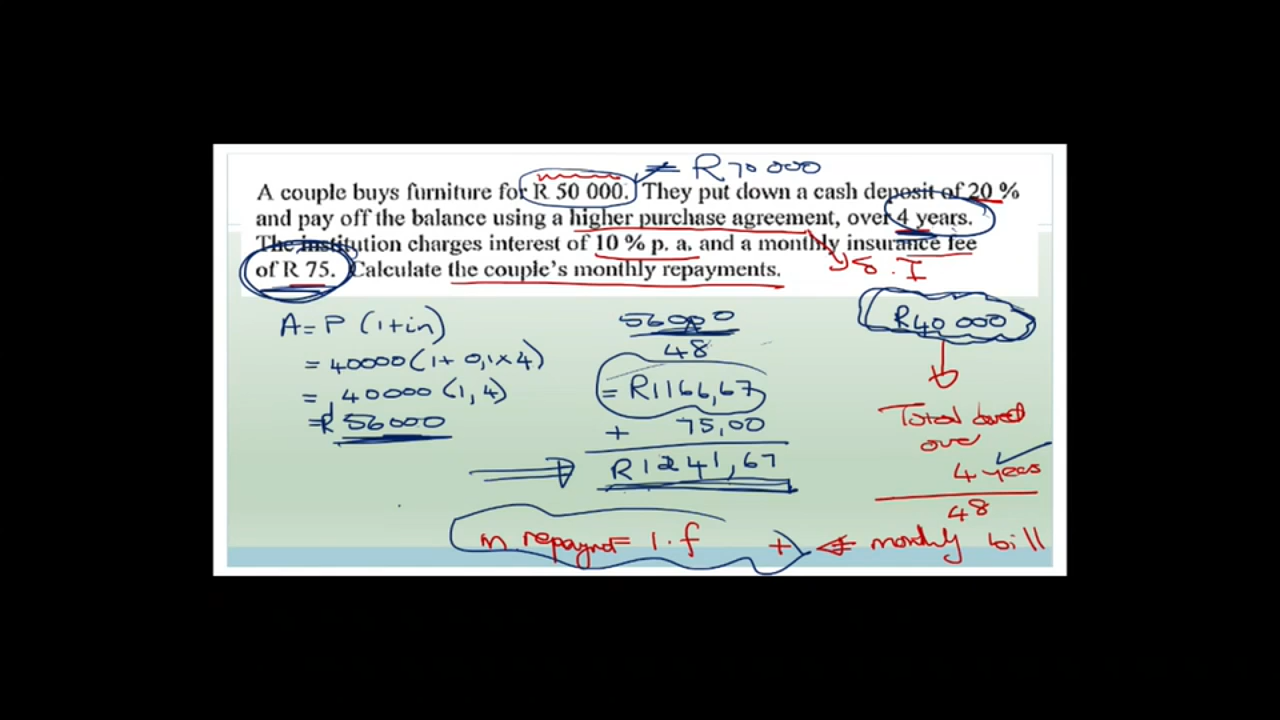 = R70 000
A couple buys furniture for R 50 000. They put down a cash deposit of 20 %
and pay off the balance using a higher purchase agreement, over 4 years.
The institution charges interest of 10 % p. a. and a monthly insurance fee
of R 75. Calculate the couple's monthly repayments.
S.I
A = P (1+in)
= 40000(1+ 0,1×4)
= 40000(1,4)
= R 56000
56000
48
= R1166,67
+ 75,00
R1241,67
R40 000
Total
over
4 years
48
m repaymnt = 1.f + monthly bill